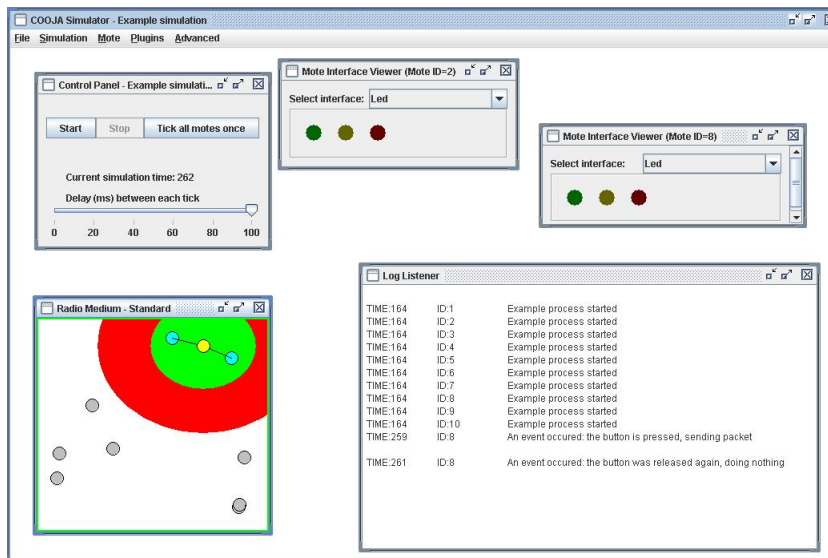 COOJA Simulator - Example simulation
File Simulation Mote Plugins Advanced
Control Panel - Example simulati...
Start Stop Tick all motes once
Current simulation time: 262
Delay (ms) between each tick
0 20 40 60 80 100
Mote Interface Viewer (Mote ID=2)
Select interface: Led
Mote Interface Viewer (Mote ID=8)
Select interface: Led
Radio Medium - Standard
Log Listener
TIME:164 ID:1 Example process started
TIME:164 ID:2 Example process started
TIME:164 ID:3 Example process started
TIME:164 ID:4 Example process started
TIME:164 ID:5 Example process started
TIME:164 ID:6 Example process started
TIME:164 ID:7 Example process started
TIME:164 ID:8 Example process started
TIME:164 ID:9 Example process started
TIME:164 ID:10 Example process started
TIME:259 ID:8 An event occured: the button is pressed, sending packet
TIME:261 ID:8 An event occured: the button was released again, doing nothing